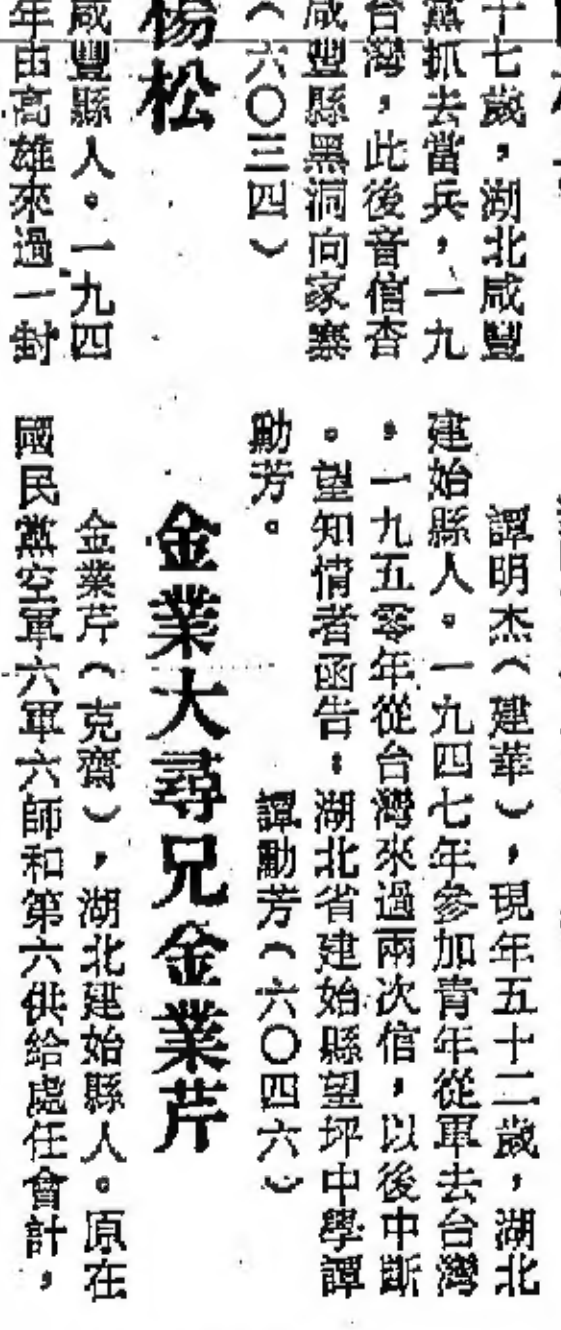 十七歲，湖北咸豐
黨抓去當兵，一九
台灣，此後音信杳
咸豐縣黑洞向家寨
（六〇三四）
楊松
咸豐縣人。一九四
年由高雄來過一封
譚明杰（建華），現年五十二歲，湖北
建始縣人。一九四七年參加青年從軍去台灣
，一九五零年從台灣來過兩次信，以後中斷
。望知情者函告：湖北省建始縣望坪中學譚
勳芳。
譚勳芳（六〇四六）
金業大尋兄金業芹
金業芹（克齋），湖北建始縣人。原在
國民黨空軍六軍六師和第六供給處任會計，